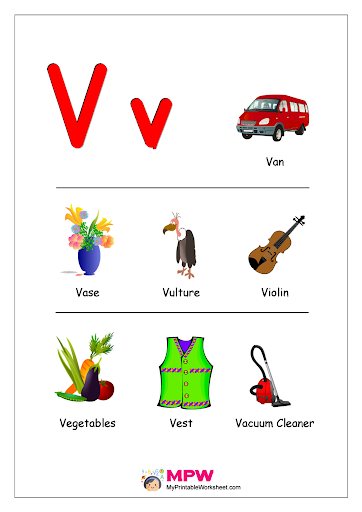 V v
Van
Vase Vulture Violin
Vegetables Vest Vacuum Cleaner
MPW
MyPrintableWorksheet.com